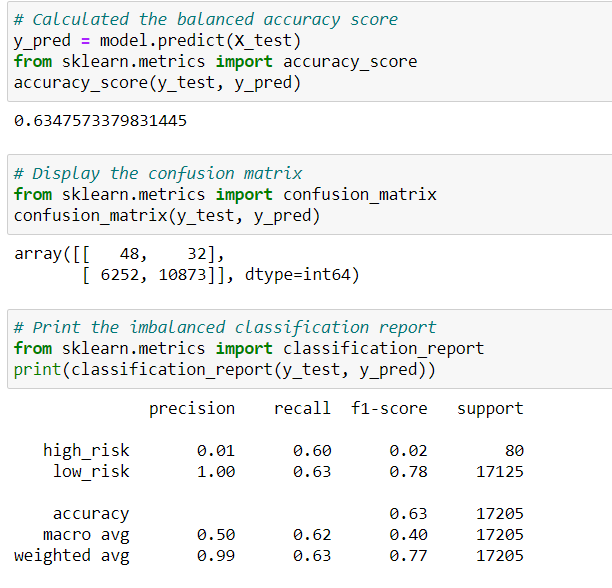 # Calculated the balanced accuracy score
y_pred = model.predict(X_test)
from sklearn.metrics import accuracy_score
accuracy_score(y_test, y_pred)
0.6347573379831445
# Display the confusion matrix
from sklearn.metrics import confusion_matrix
confusion_matrix(y_test, y_pred)
array([[   48,    32],
       [ 6252, 10873]], dtype=int64)
# Print the imbalanced classification report
from sklearn.metrics import classification_report
print(classification_report(y_test, y_pred))
              precision    recall  f1-score   support
   high_risk       0.01      0.60      0.02        80
    low_risk       1.00      0.63      0.78     17125
    accuracy                           0.63     17205
   macro avg       0.50      0.62      0.40     17205
weighted avg       0.99      0.63      0.77     17205